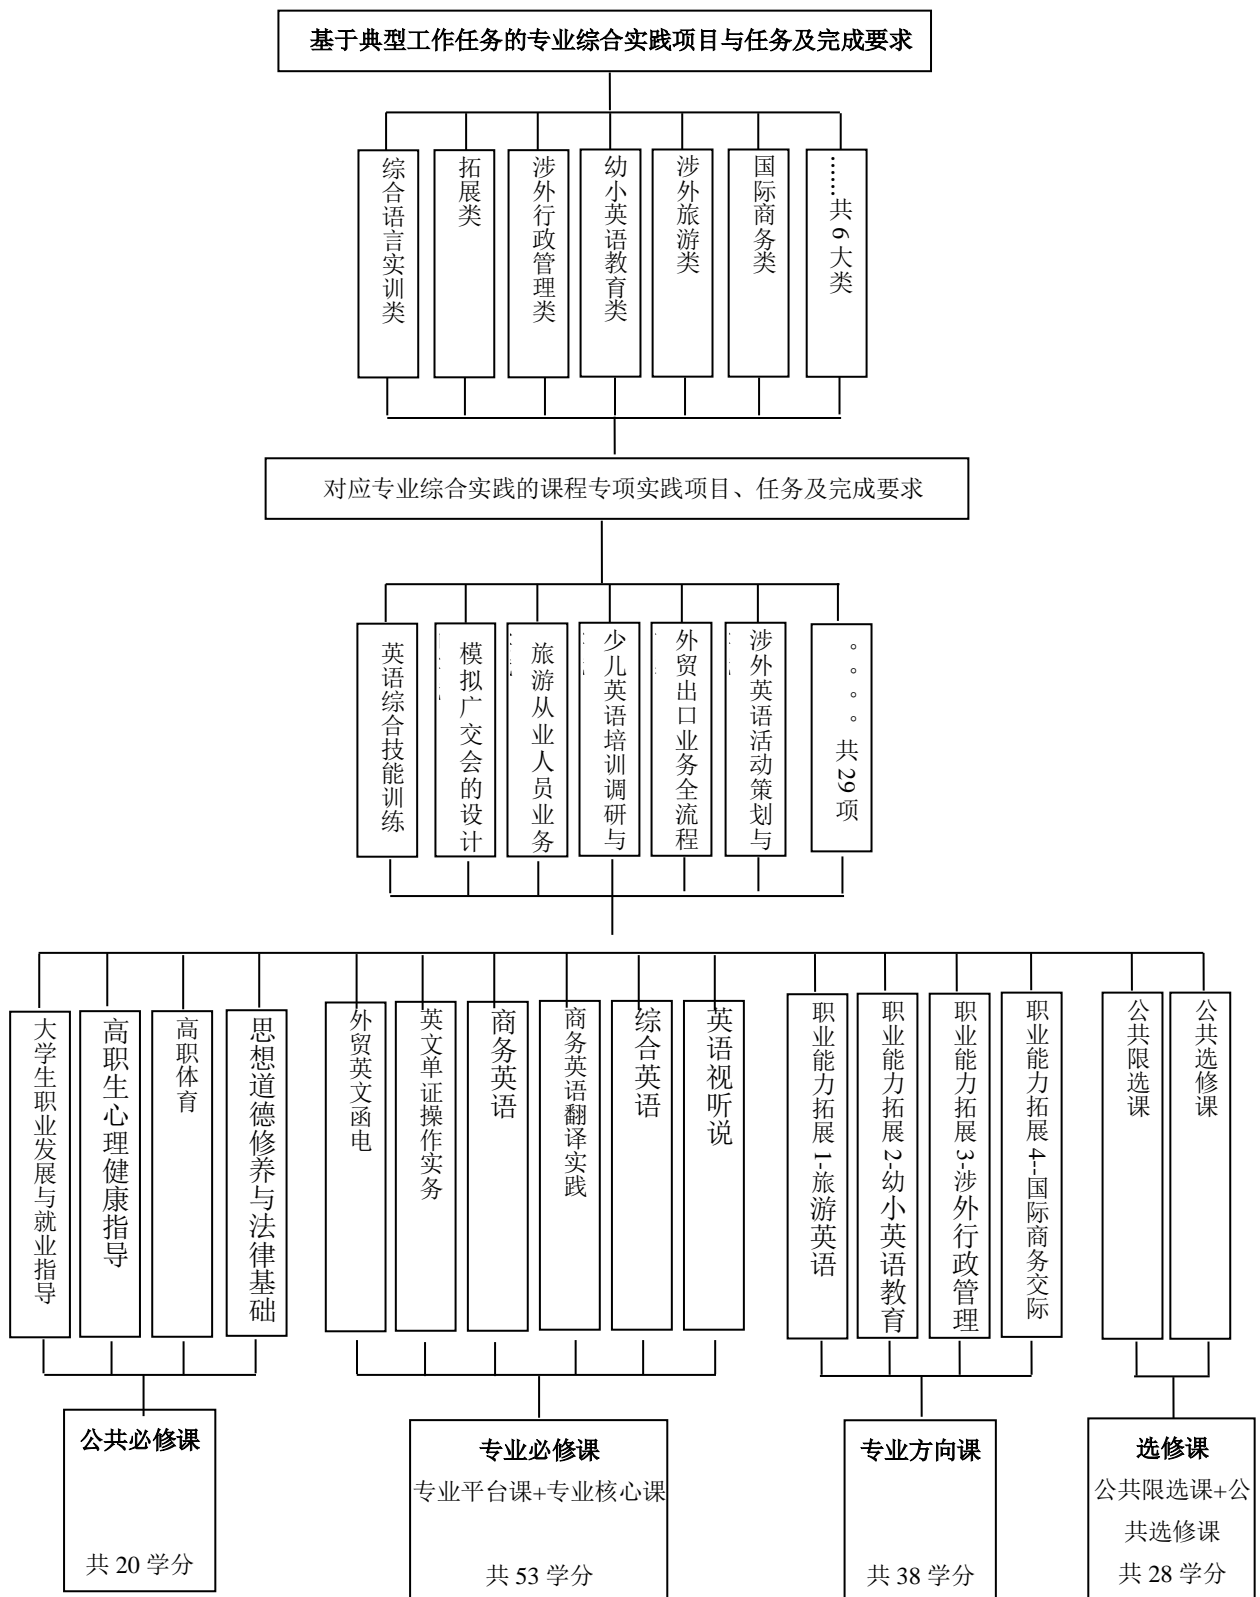 基于典型工作任务的专业综合实践项目与任务及完成要求
综合语言实训类
拓展类
涉外行政管理类
幼小英语教育类
涉外旅游类
国际商务类
……共6大类
对应专业综合实践的课程专项实践项目、任务及完成要求
英语综合技能训练
模拟广交会的设计
旅游从业人员业务
少儿英语培训调研与
外贸出口业务全流程
涉外英语活动策划与
。。。。共29项
大学生职业发展与就业指导
高职生心理健康指导
高职体育
思想道德修养与法律基础
外贸英文函电
英文单证操作实务
商务英语
商务英语翻译实践
综合英语
英语视听说
职业能力拓展1-旅游英语
职业能力拓展2-幼小英语教育
职业能力拓展3-涉外行政管理
职业能力拓展4--国际商务交际
公共限选课
公共选修课
公共必修课
共 20 学分
专业必修课
专业平台课+专业核心课
共 53 学分
专业方向课
共 38 学分
选修课
公共限选课+公
共选修课
共 28 学分